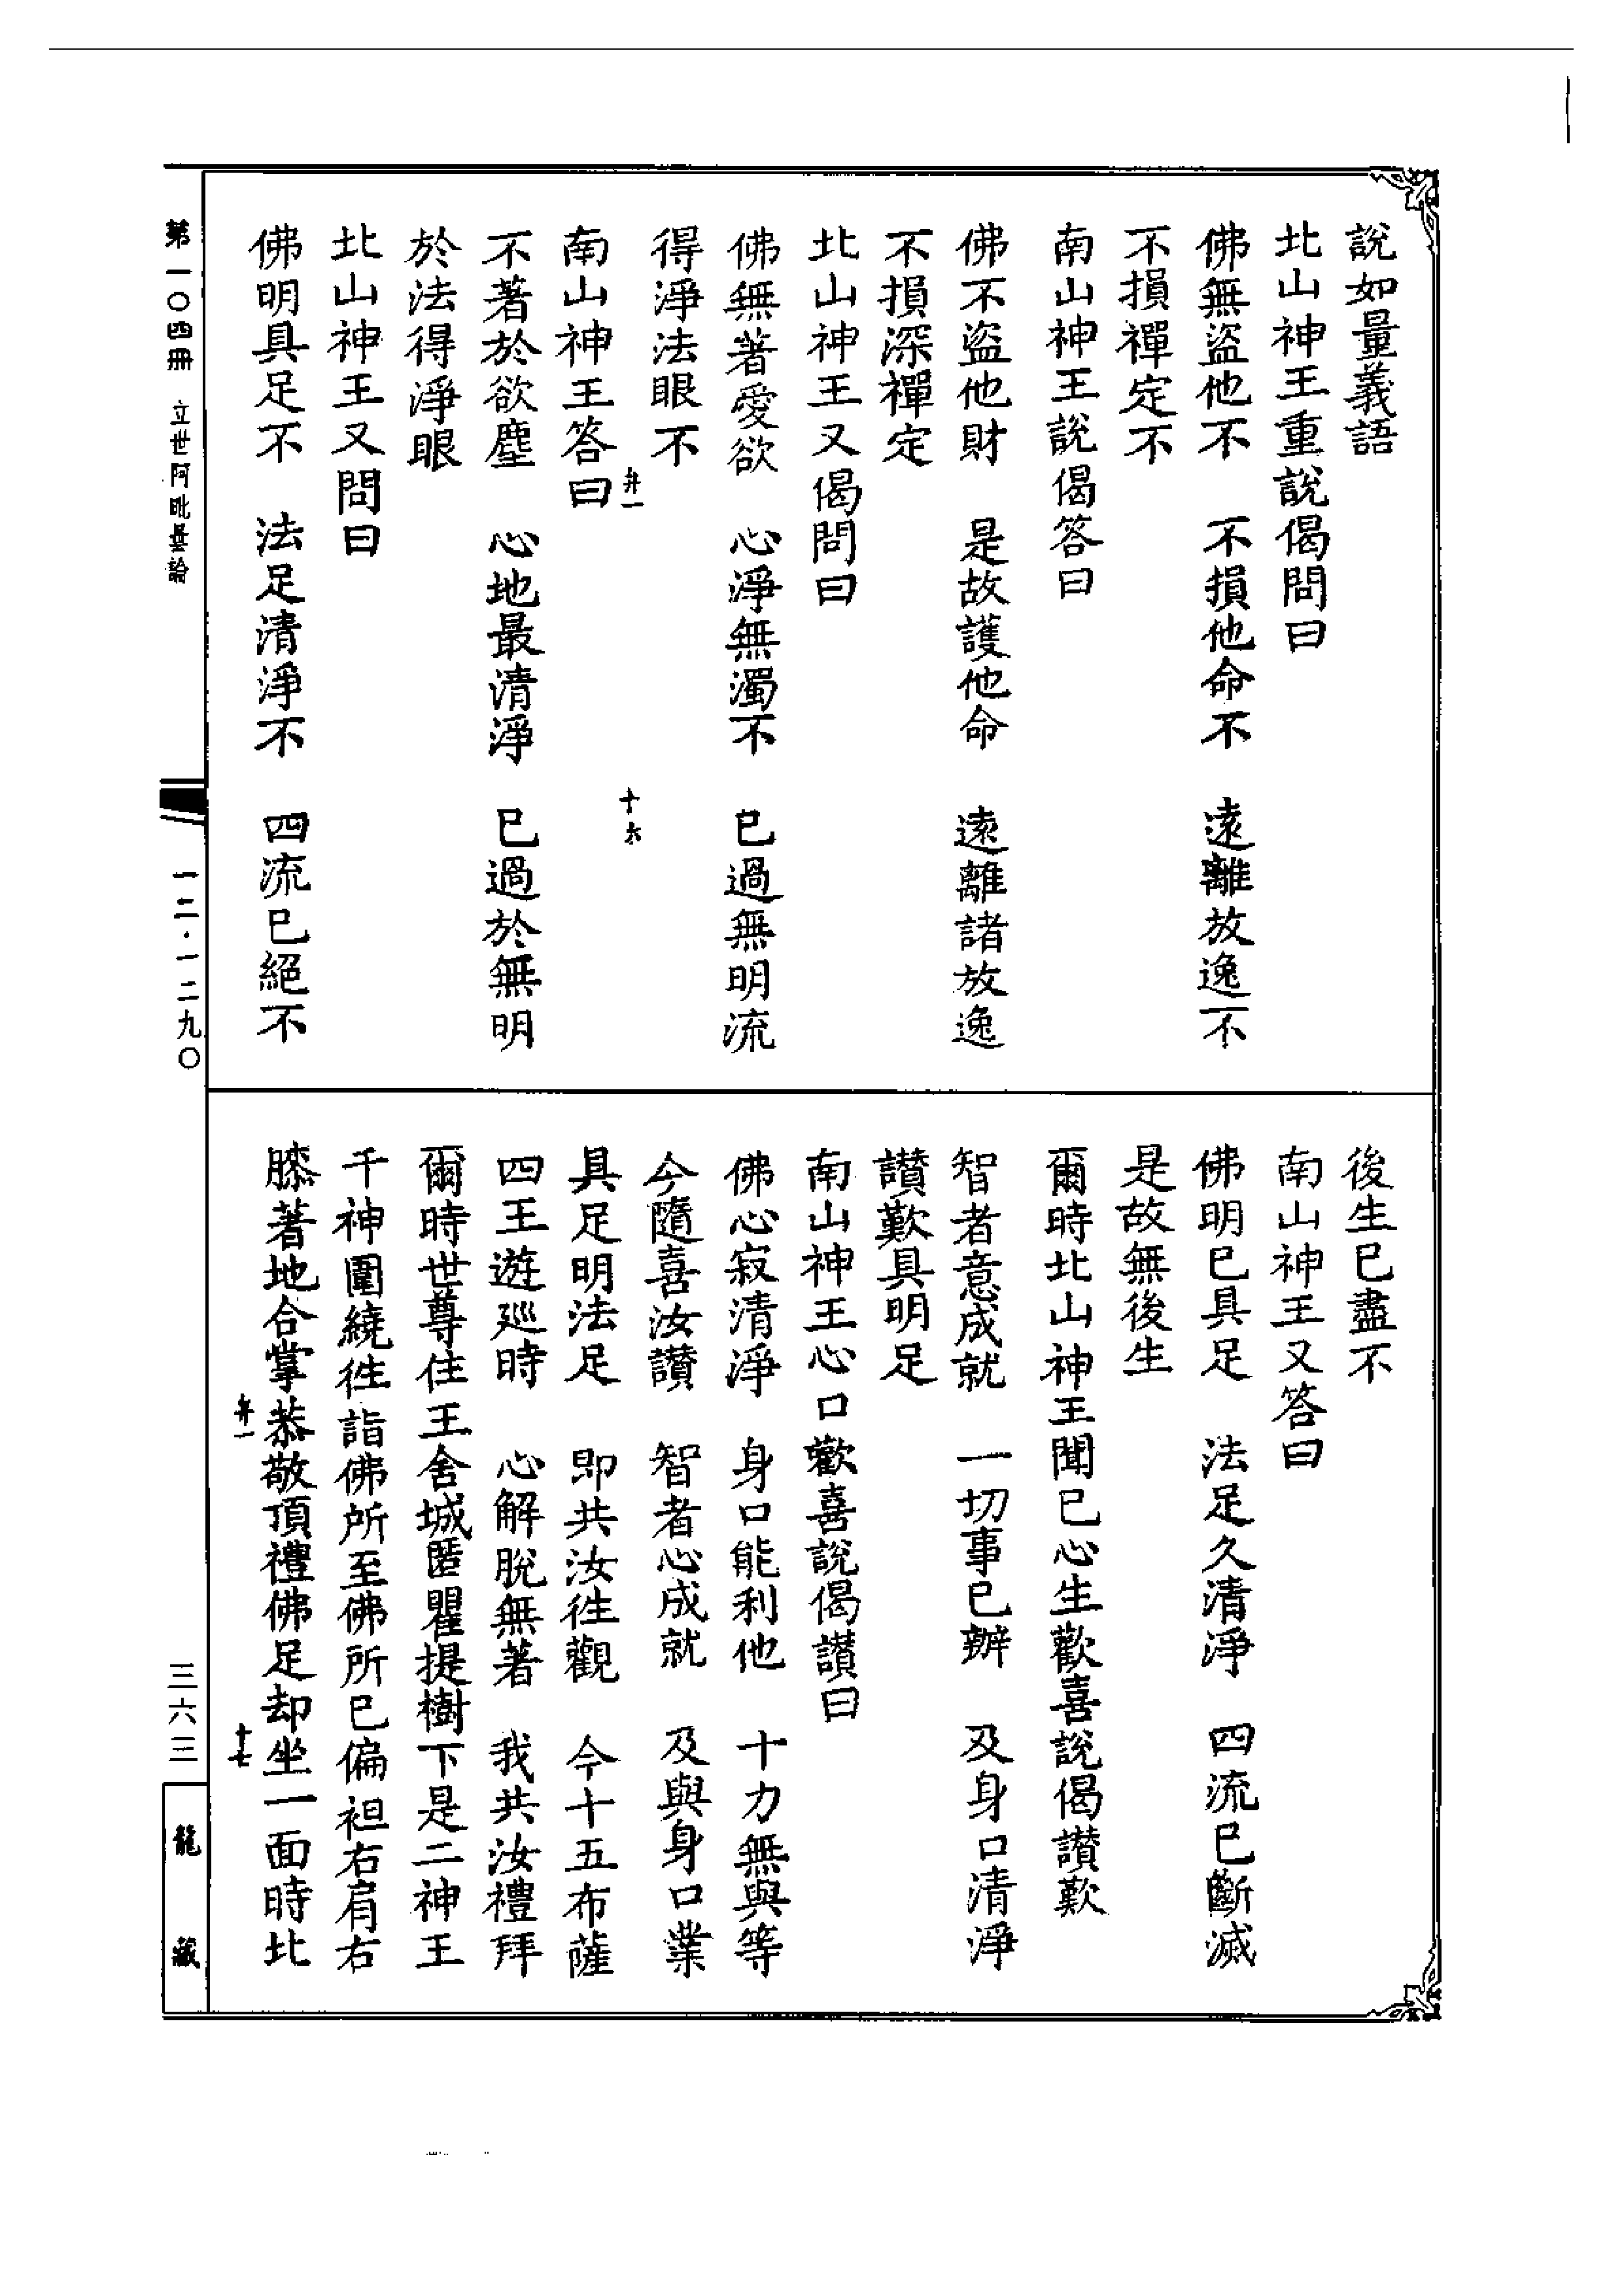 說如量義語
北山神王重說偈問曰
佛無盜他不　不損他命不　遠離放逸不
不損禪定不
南山神王說偈答曰
佛不盜他財　是故護他命　遠離諸放逸
不損深禪定
北山神王又偈問曰
佛無著愛欲　心淨無濁不　已過無明流
得淨法眼不
弁一　十六
南山神王答曰
不著於欲塵　心地最清淨　已過於無明
於法得淨眼
北山神王又問曰
佛明具足不　法足清淨不　四流已絕不
後生已盡不
南山神王又答曰
佛明已具足　法足久清淨　四流已斷滅
是故無後生
爾時北山神王聞已心生歡喜說偈讚歎
智者意成就　一切事已辦　及身口清淨
讚歎具明足
南山神王心口歡喜說偈讚曰
佛心寂清淨　身口能利他　十力無與等
今隨喜汝讚　智者心成就　及與身口業
具足明法足　即共汝往觀　今十五布薩
四王遊巡時　心解脫無著　我共汝禮拜
爾時世尊住王舍城匿瞿提樹下是二神王
千神圍繞徃詣佛所至佛所已偏袒右肩右
膝著地合掌恭敬頂禮佛足却坐一面時北
弁一　十七
第一〇四冊　立世阿毗曇論
一二·一二九〇
三六三
龍藏